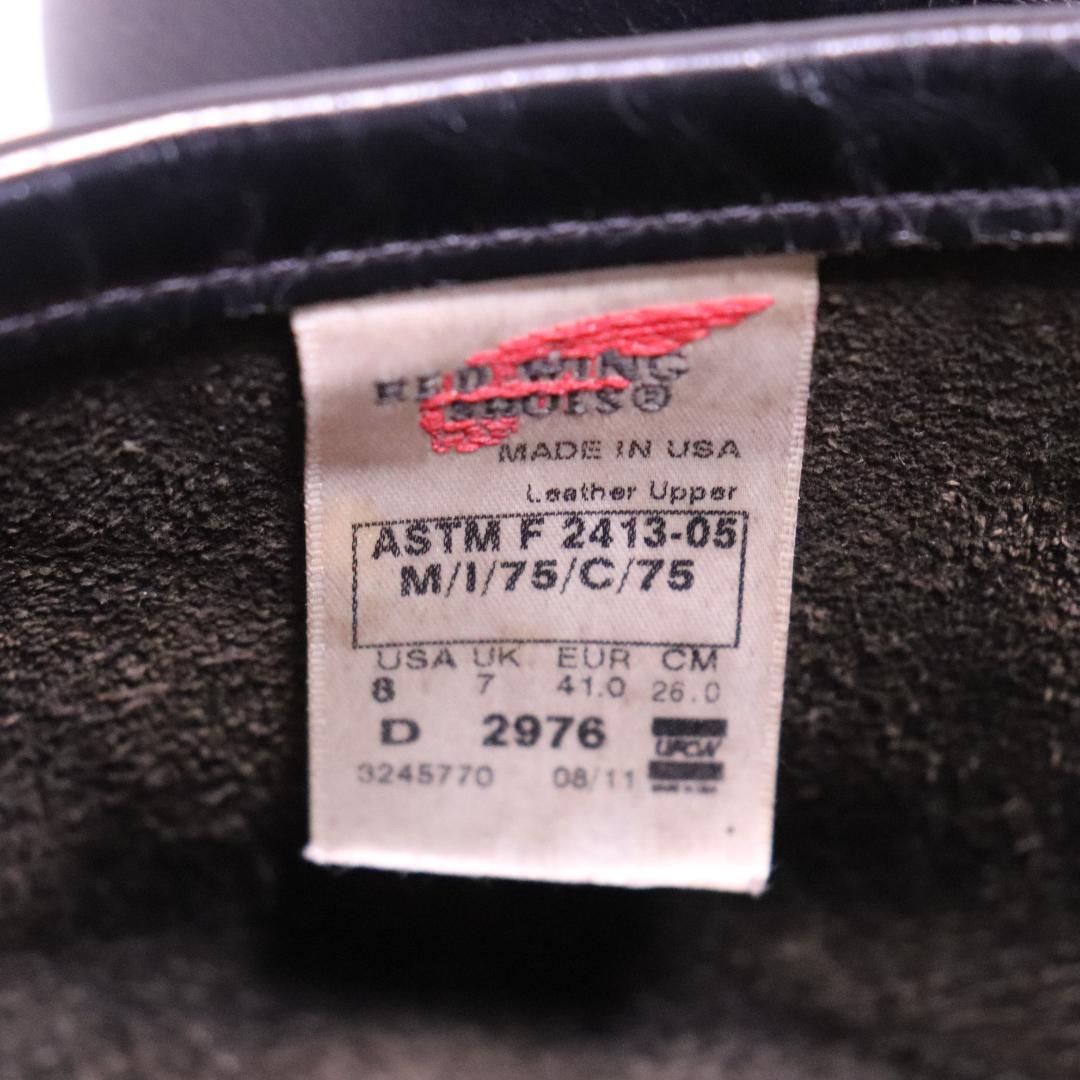 RED WING
SHOES®
MADE IN USA
Leather Upper
ASTM F 2413-05
M/I/75/C/75
USA UK EUR CM
8 7 41.0 26.0
D 2976 UFCW
3245770 08/11